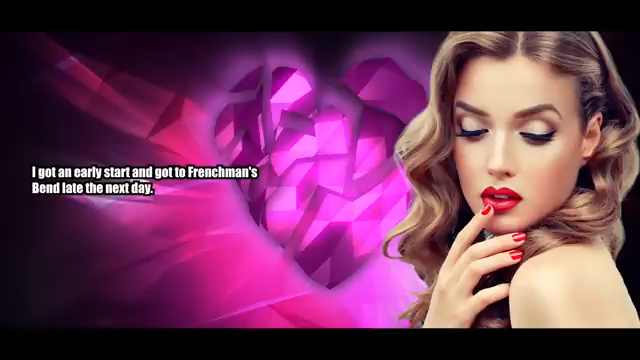 I got an early start and got to Frenchman's
Bend late the next day.